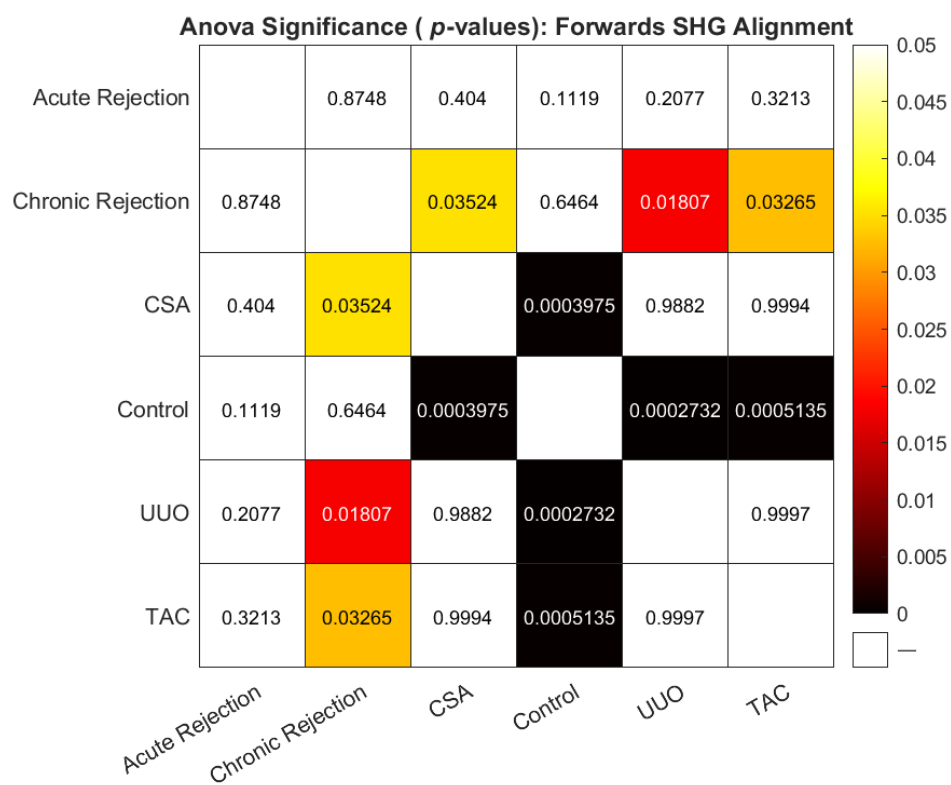 Anova Significance ( p-values): Forwards SHG Alignment
Acute Rejection 0.8748 0.404 0.1119 0.2077 0.3213
Chronic Rejection 0.8748 0.03524 0.6464 0.01807 0.03265
CSA 0.404 0.03524 0.0003975 0.9882 0.9994
Control 0.1119 0.6464 0.0003975 0.0002732 0.0005135
UUO 0.2077 0.01807 0.9882 0.0002732 0.9997
TAC 0.3213 0.03265 0.9994 0.0005135 0.9997
Acute Rejection Chronic Rejection CSA Control UUO TAC
0.05
0.045
0.04
0.035
0.03
0.025
0.02
0.015
0.01
0.005
0
—